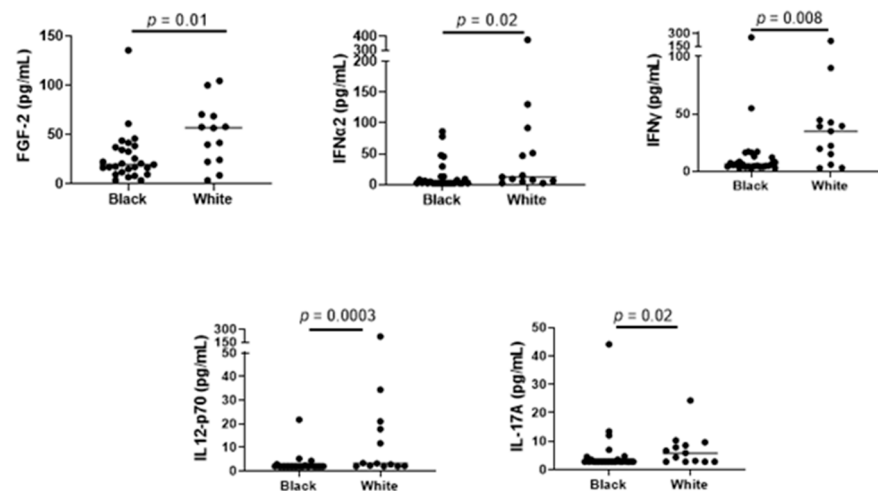 p = 0.01
150
100
50
0
FGF-2 (pg/mL)
Black White
p = 0.02
400
300
200
150
100
50
0
IFNα2 (pg/mL)
Black White
p = 0.008
300
150
100
50
0
IFNγ (pg/mL)
Black White
p = 0.0003
300
150
50
40
30
20
10
0
IL12-p70 (pg/mL)
Black White
p = 0.02
50
40
30
20
10
0
IL-17A (pg/mL)
Black White